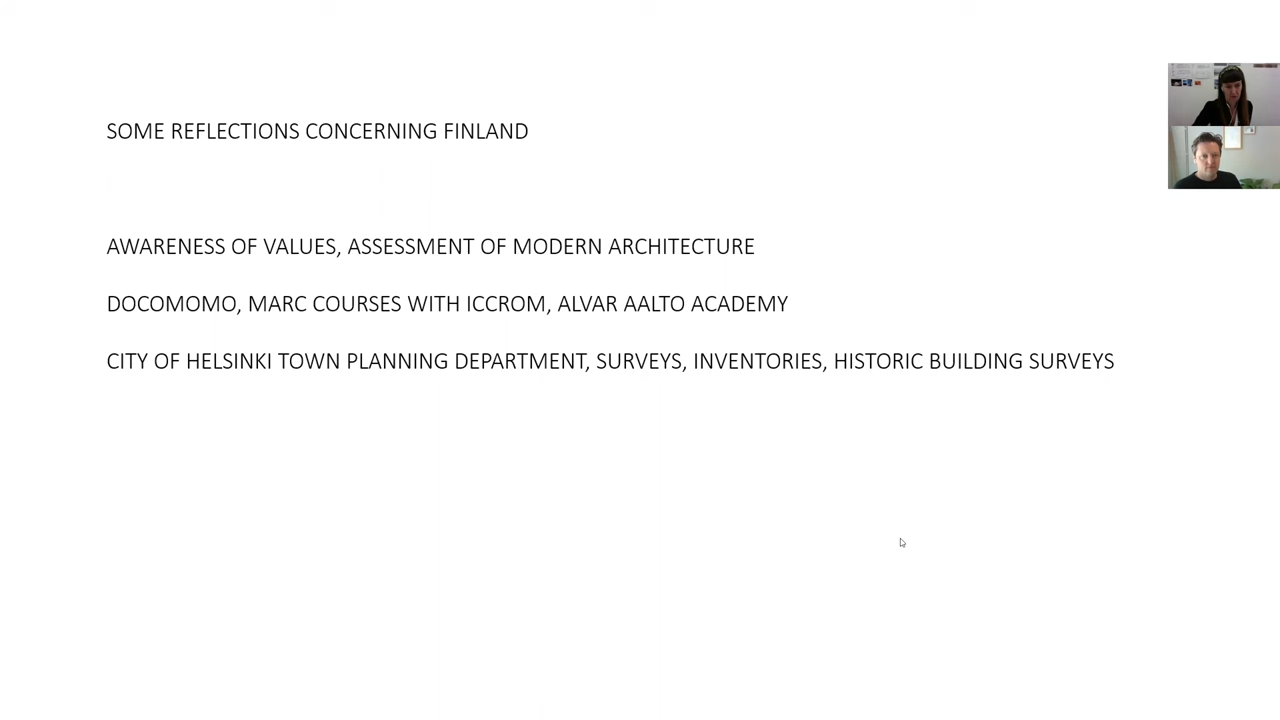 SOME REFLECTIONS CONCERNING FINLAND
AWARENESS OF VALUES, ASSESSMENT OF MODERN ARCHITECTURE
DOCOMOMO, MARC COURSES WITH ICCROM, ALVAR AALTO ACADEMY
CITY OF HELSINKI TOWN PLANNING DEPARTMENT, SURVEYS, INVENTORIES, HISTORIC BUILDING SURVEYS